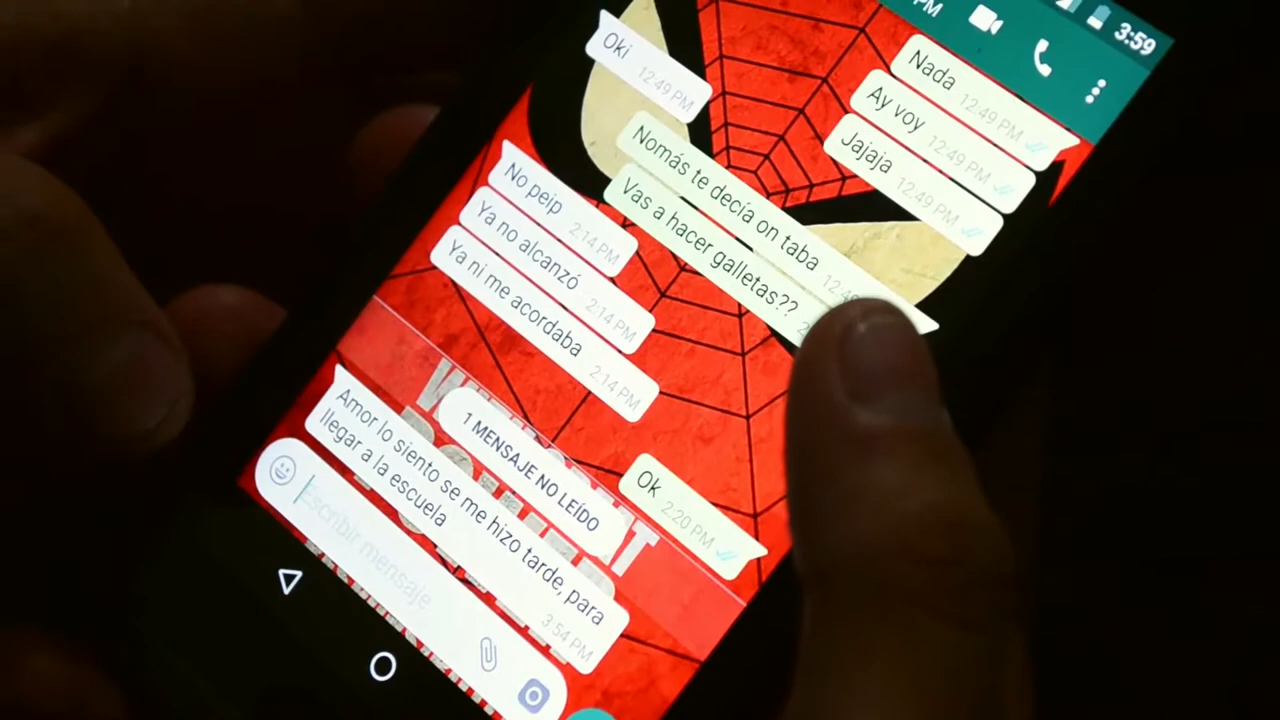 PM
3:59
Nada 12:49 PM
Ay voy 12:49 PM
Jajaja 12:49 PM
Oki 12:49 PM
Nomás te decía on taba
Vas a hacer galletas??
No peip 2:14 PM
Ya no alcanzó 2:14 PM
Ya ni me acordaba 2:14 PM
Ok 2:20 PM
1 MENSAJE NO LEÍDO
Amor lo siento se me hizo tarde, para
llegar a la escuela
3:54 PM
Escribir mensaje